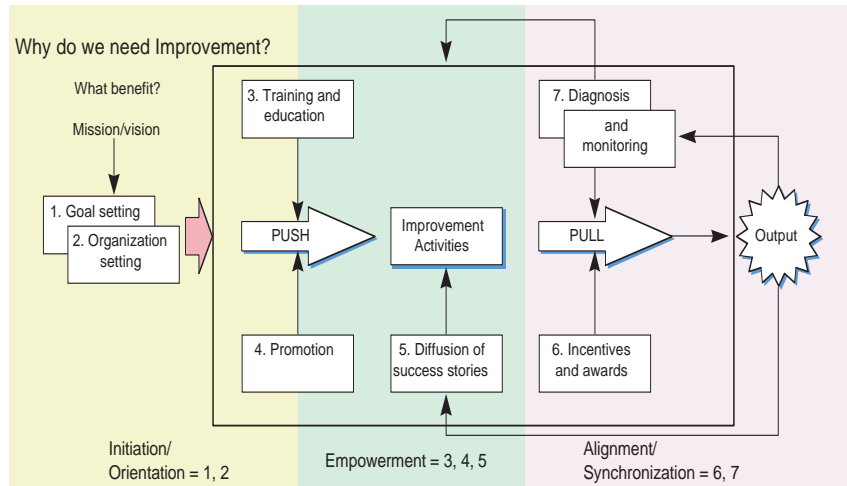 Why do we need Improvement?
What benefit?
Mission/vision
1. Goal setting
2. Organization
setting
3. Training and
education
PUSH
4. Promotion
Improvement
Activities
5. Diffusion of
success stories
7. Diagnosis
and
monitoring
PULL
6. Incentives
and awards
Output
Initiation/
Orientation = 1, 2
Empowerment = 3, 4, 5
Alignment/
Synchronization = 6, 7